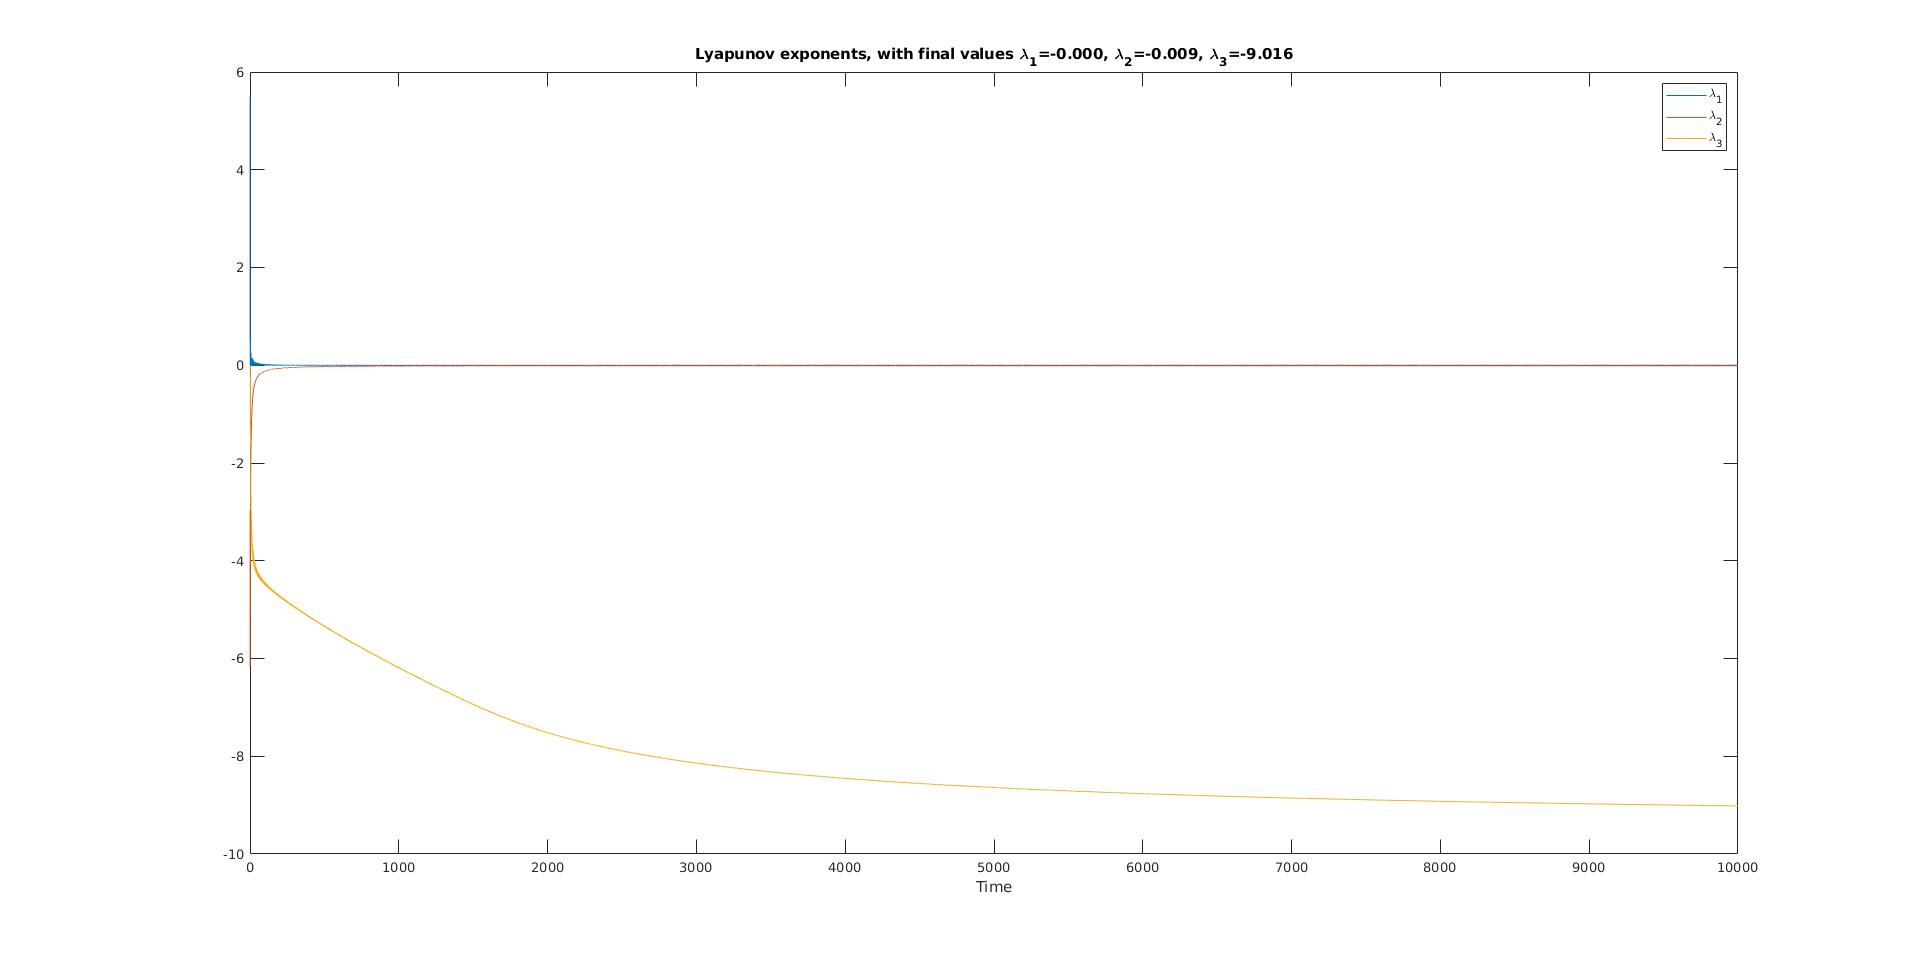 Lyapunov exponents, with final values λ1=-0.000, λ2=-0.009, λ3=-9.016
6
4
2
0
-2
-4
-6
-8
-10
λ1
λ2
λ3
0 1000 2000 3000 4000 5000 6000 7000 8000 9000 10000
Time